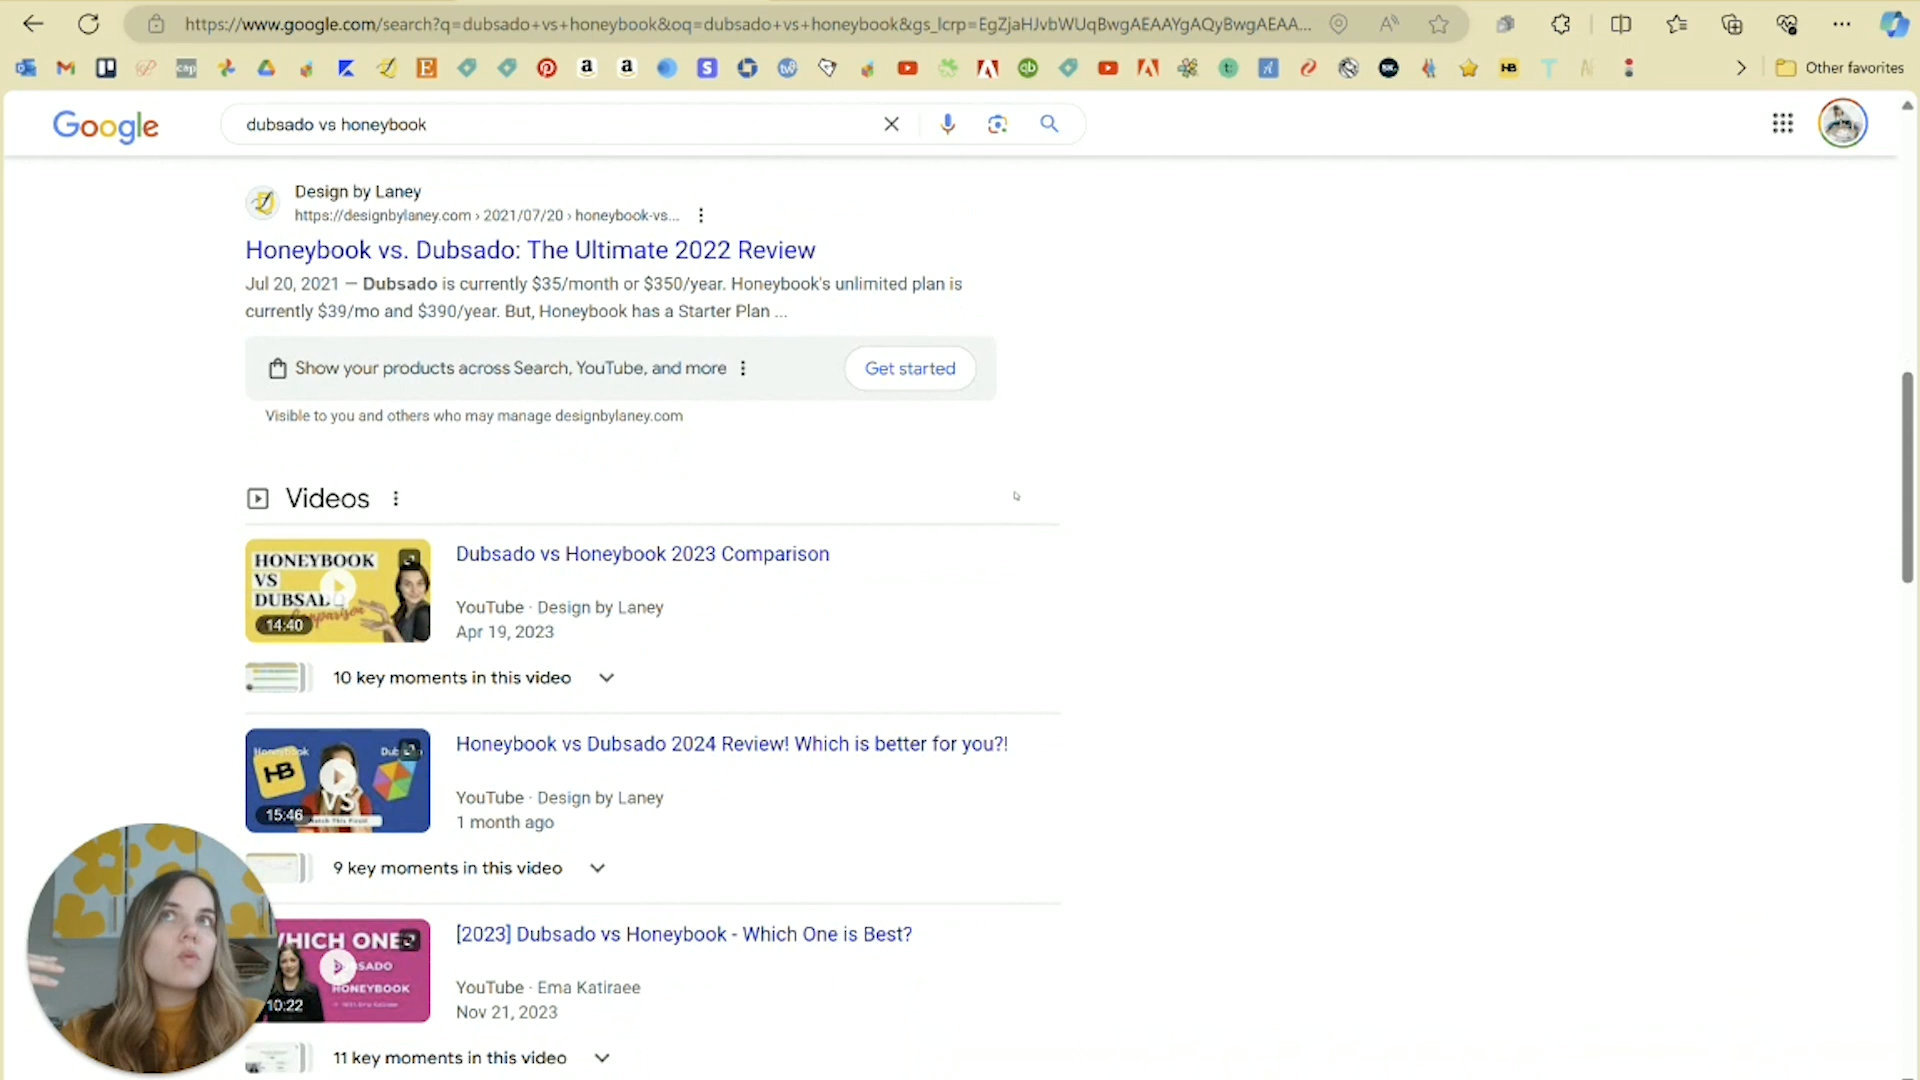 https://www.google.com/search?q=dubsado+vs+honeybook&oq=dubsado+vs+honeybook&gs_lcrp=EgZjaHJvbWUqBwgAEAAYgAQyBwgAEAA...
Other favorites
Google
dubsado vs honeybook
Design by Laney
https://designbylaney.com › 2021/07/20 › honeybook-vs...
Honeybook vs. Dubsado: The Ultimate 2022 Review
Jul 20, 2021 — Dubsado is currently $35/month or $350/year. Honeybook's unlimited plan is
currently $39/mo and $390/year. But, Honeybook has a Starter Plan ...
Show your products across Search, YouTube, and more
Get started
Visible to you and others who may manage designbylaney.com
Videos
HONEYBOOK
VS
DUBSADO
Comparison
14:40
Dubsado vs Honeybook 2023 Comparison
YouTube · Design by Laney
Apr 19, 2023
10 key moments in this video
HB
VS
15:46
Honeybook vs Dubsado 2024 Review! Which is better for you?!
YouTube · Design by Laney
1 month ago
9 key moments in this video
WHICH ONE?
DUBSADO
HONEYBOOK
10:22
[2023] Dubsado vs Honeybook - Which One is Best?
YouTube · Ema Katiraee
Nov 21, 2023
11 key moments in this video